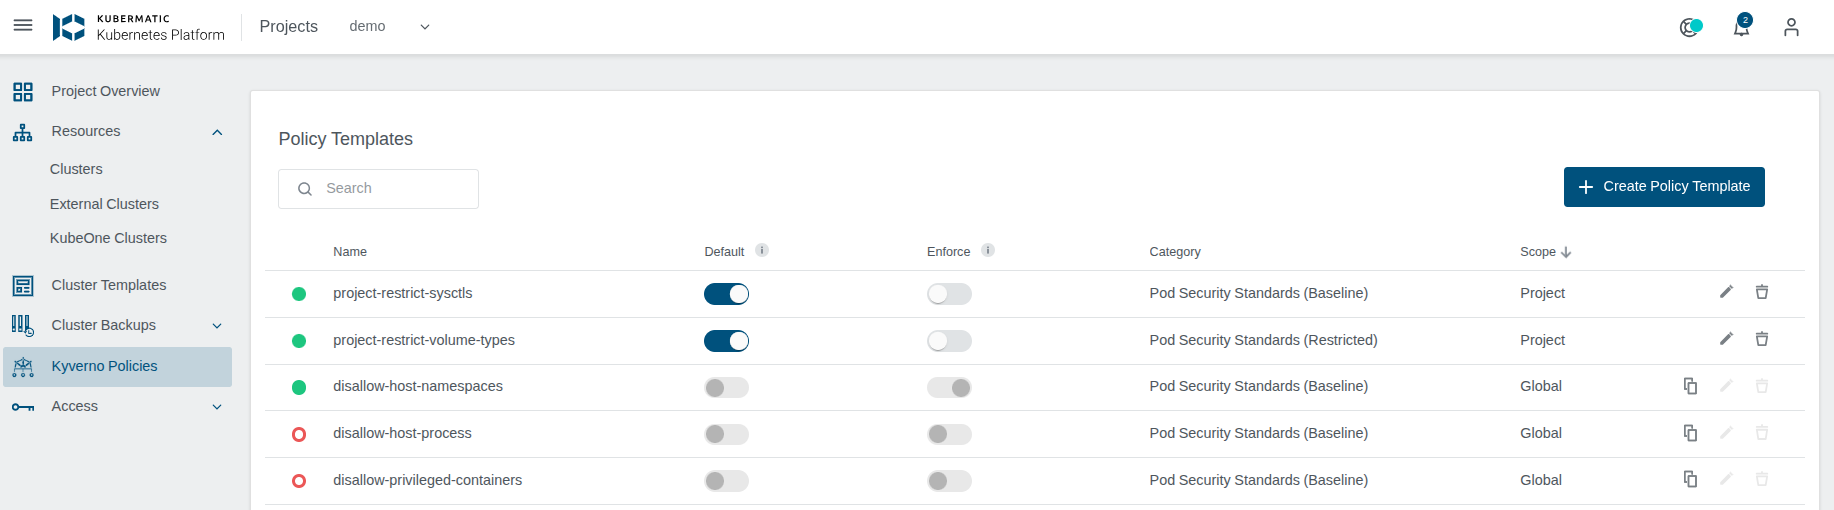 KUBERMATIC
Kubernetes Platform
Projects
demo
2
Project Overview
Resources
Clusters
External Clusters
KubeOne Clusters
Cluster Templates
Cluster Backups
Kyverno Policies
Access
Policy Templates
Search
Create Policy Template
Name Default i Enforce i Category Scope
project-restrict-sysctls Pod Security Standards (Baseline) Project
project-restrict-volume-types Pod Security Standards (Restricted) Project
disallow-host-namespaces Pod Security Standards (Baseline) Global
disallow-host-process Pod Security Standards (Baseline) Global
disallow-privileged-containers Pod Security Standards (Baseline) Global